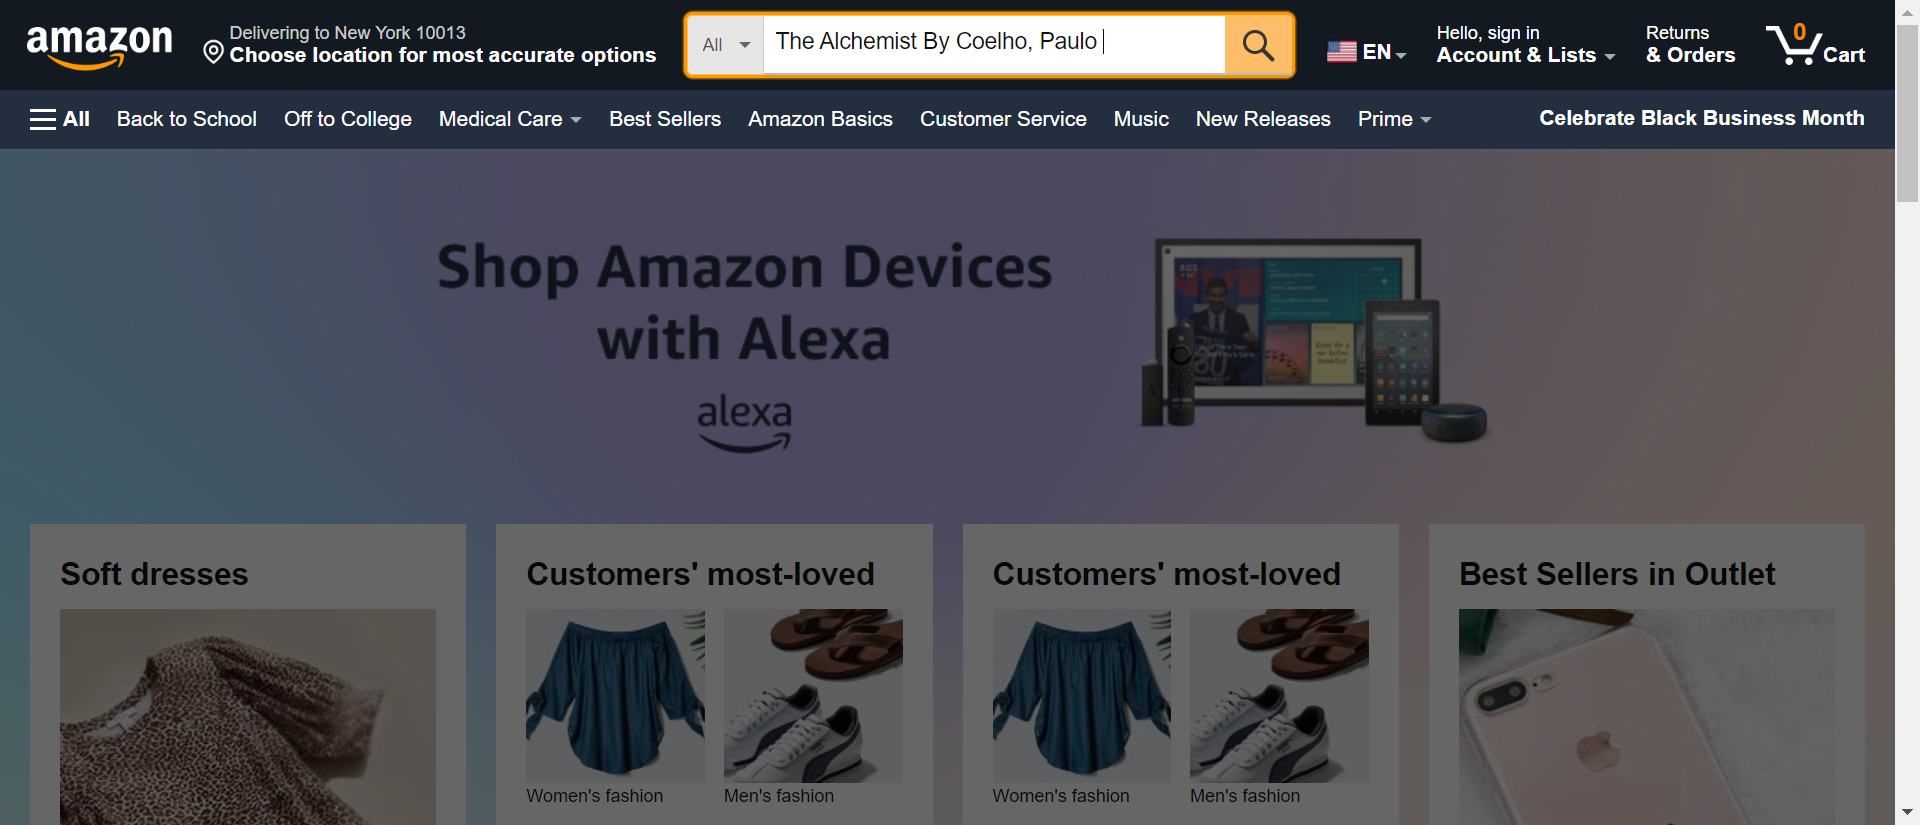 amazon
Delivering to New York 10013
Choose location for most accurate options
All
The Alchemist By Coelho, Paulo
EN
Hello, sign in
Account & Lists
Returns
& Orders
0
Cart
All
Back to School
Off to College
Medical Care
Best Sellers
Amazon Basics
Customer Service
Music
New Releases
Prime
Celebrate Black Business Month
Shop Amazon Devices
with Alexa
alexa
Soft dresses
Customers' most-loved
Customers' most-loved
Best Sellers in Outlet
Women's fashion
Men's fashion
Women's fashion
Men's fashion